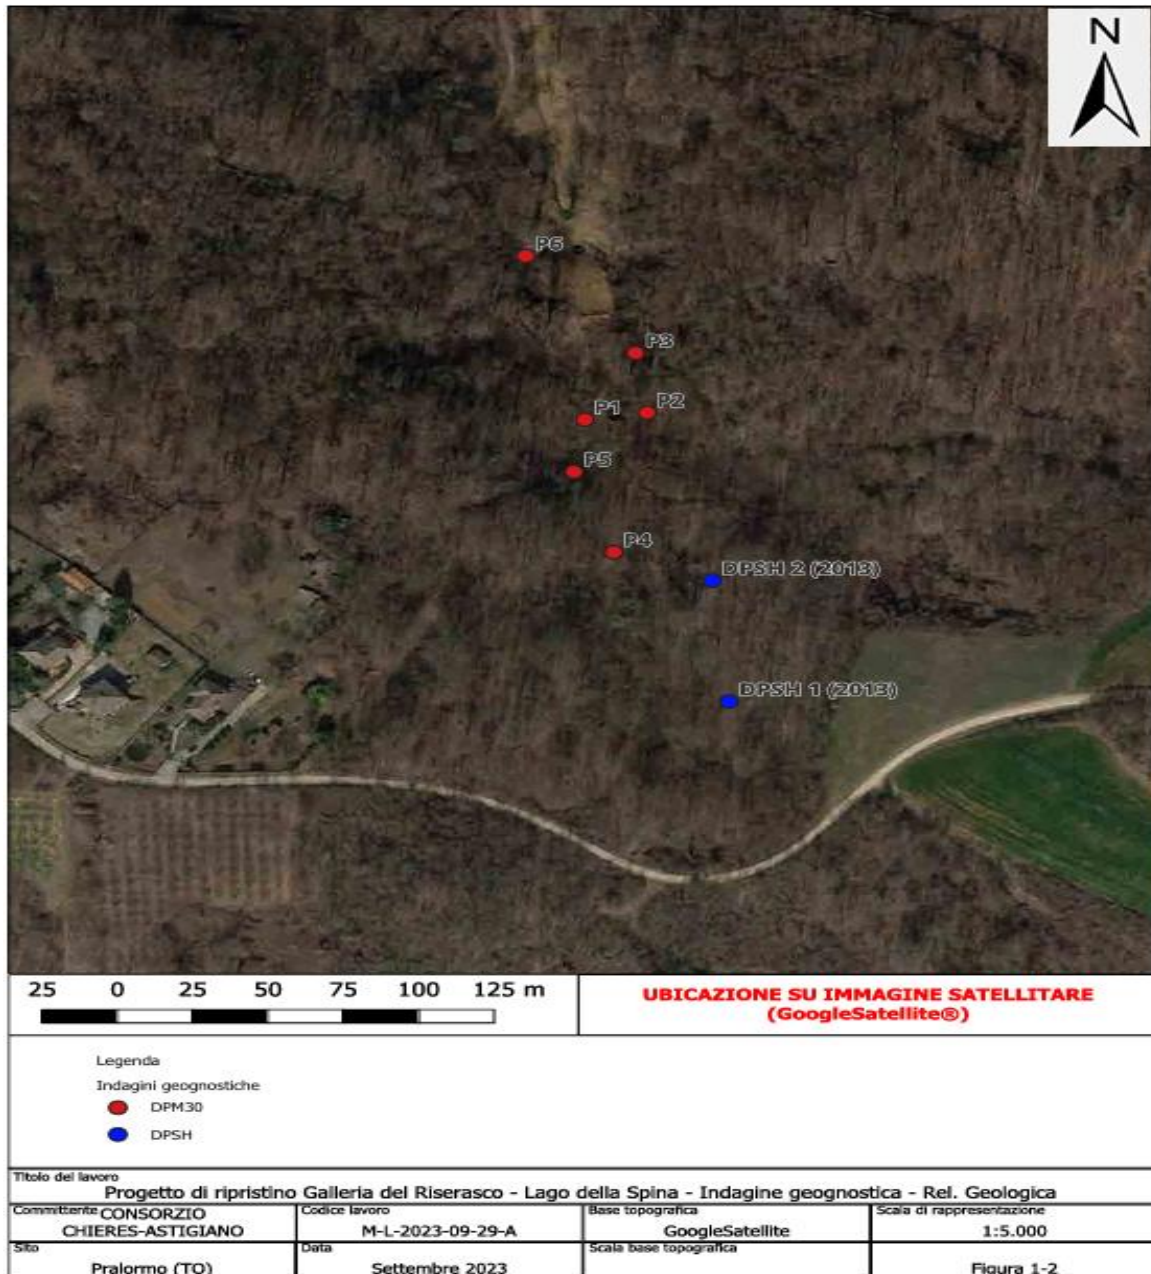 N
P6
P3
P1
P2
P5
P4
DPSH 2 (2013)
DPSH 1 (2013)
25 0 25 50 75 100 125 m
UBICAZIONE SU IMMAGINE SATELLITARE
(GoogleSatellite®)
Legenda
Indagini geognostiche
DPM30
DPSH
Titolo del lavoro
Progetto di ripristino Galleria del Riserasco - Lago della Spina - Indagine geognostica - Rel. Geologica
Committente CONSORZIO
CHIERES-ASTIGIANO
Codice lavoro
M-L-2023-09-29-A
Base topografica
GoogleSatellite
Scala di rappresentazione
1:5.000
Sito
Pralormo (TO)
Data
Settembre 2023
Scala base topografica
Figura 1-2